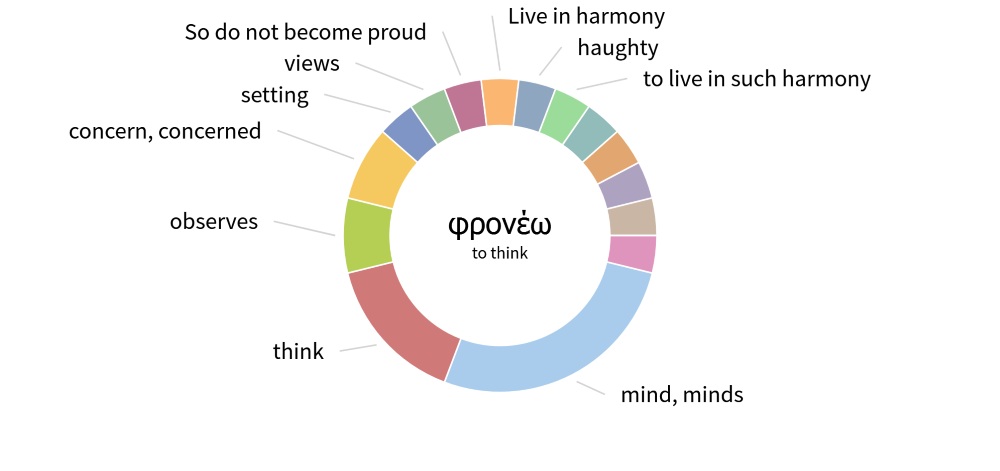 Live in harmony
So do not become proud
haughty
views
to live in such harmony
setting
concern, concerned
observes
φρονέω
to think
think
mind, minds